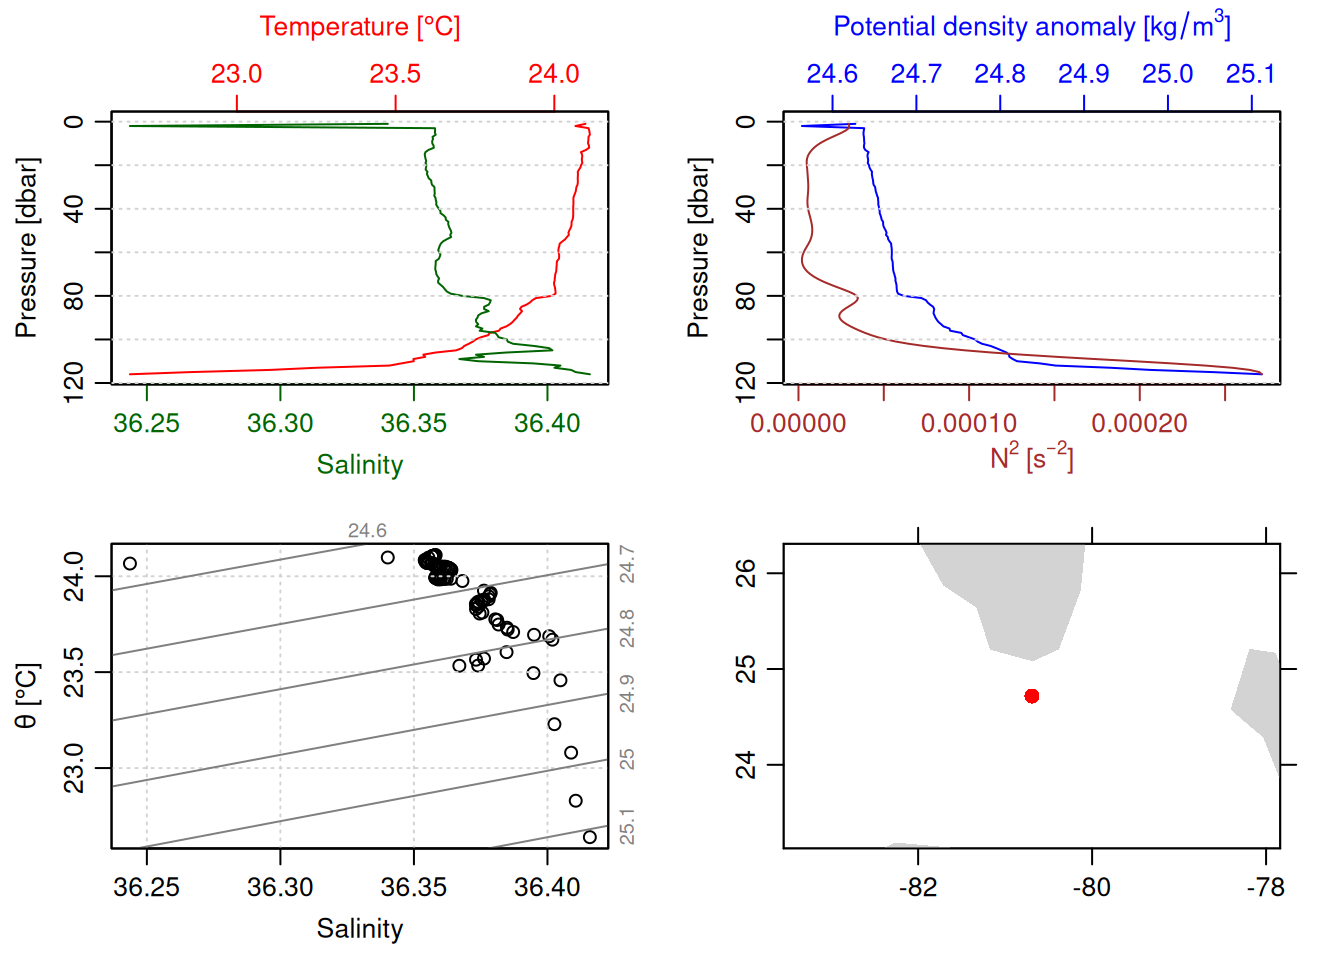 Temperature [°C]
23.0 23.5 24.0
Pressure [dbar]
0
40
80
120
36.25 36.30 36.35 36.40
Salinity
Potential density anomaly [kg/m³]
24.6 24.7 24.8 24.9 25.0 25.1
Pressure [dbar]
0
40
80
120
0.00000 0.00010 0.00020
N² [s⁻²]
24.6
24.7
24.8
24.9
25
25.1
θ [°C]
24.0
23.5
23.0
36.25 36.30 36.35 36.40
Salinity
26
25
24
-82 -80 -78